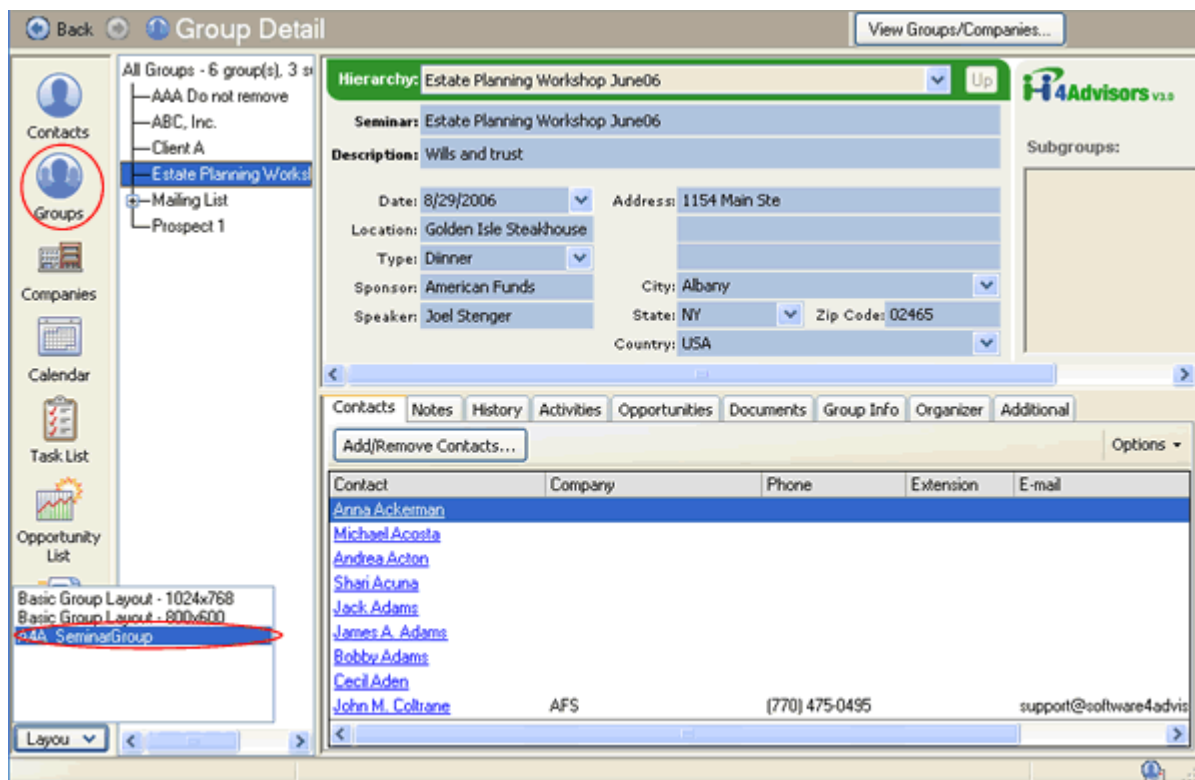 Back Group Detail View Groups/Companies...
Contacts
Groups
Companies
Calendar
Task List
Opportunity
List
All Groups - 6 group(s), 3 s
AAA Do not remove
ABC, Inc.
Client A
Estate Planning Works
Mailing List
Prospect 1
Basic Group Layout - 1024x768
Basic Group Layout - 800x600
4A_SeminarGroup
Layou
Hierarchy: Estate Planning Workshop June06 Up
4Advisors v3.0
Seminar: Estate Planning Workshop June06
Description: Wills and trust
Subgroups:
Date: 8/29/2006 Address: 1154 Main Ste
Location: Golden Isle Steakhouse
Type: Diinner
Sponsor: American Funds City: Albany
Speaker: Joel Stenger State: NY Zip Code: 02465
Country: USA
Contacts Notes History Activities Opportunities Documents Group Info Organizer Additional
Add/Remove Contacts... Options
Contact Company Phone Extension E-mail
Anna Ackerman
Michael Acosta
Andrea Acton
Shari Acuna
Jack Adams
James A. Adams
Bobby Adams
Cecil Aden
John M. Coltrane AFS (770) 475-0495 support@software4advis